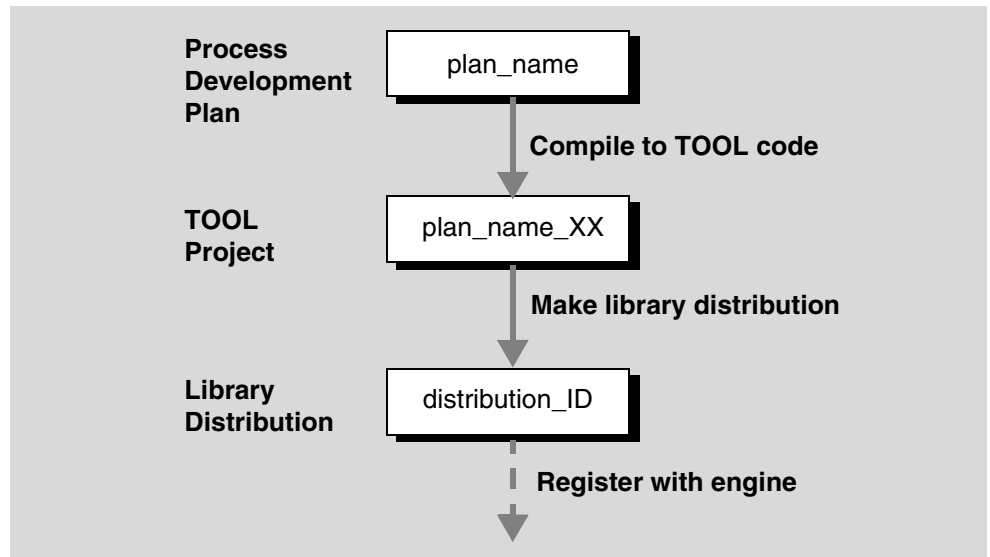 Process
Development
Plan
plan_name
Compile to TOOL code
TOOL
Project
plan_name_XX
Make library distribution
Library
Distribution
distribution_ID
Register with engine